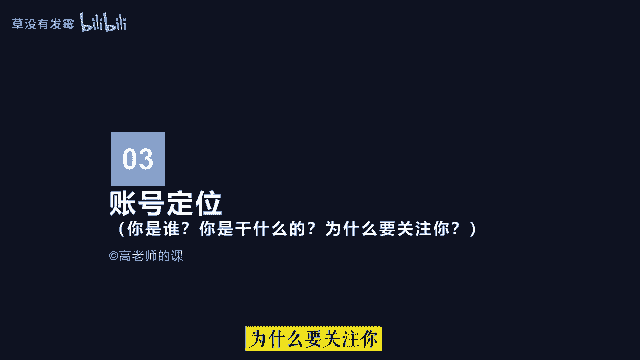 草没有发霉 bilibili
03
账号定位
（你是谁？你是干什么的？为什么要关注你？）
©高老师的课
为什么要关注你